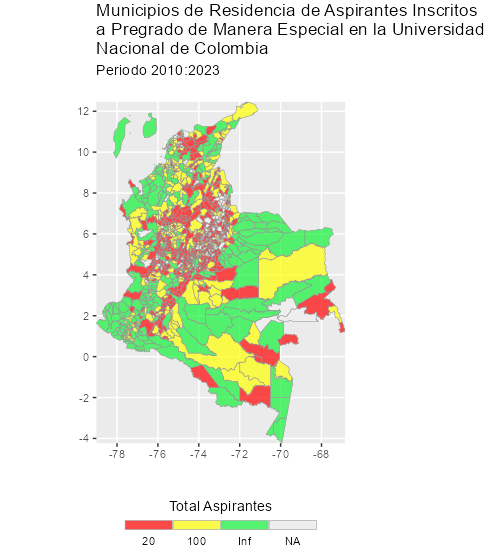 Municipios de Residencia de Aspirantes Inscritos
a Pregrado de Manera Especial en la Universidad
Nacional de Colombia
Periodo 2010:2023
12
10
8
6
4
2
0
-2
-4
-78 -76 -74 -72 -70 -68
Total Aspirantes
20 100 Inf NA